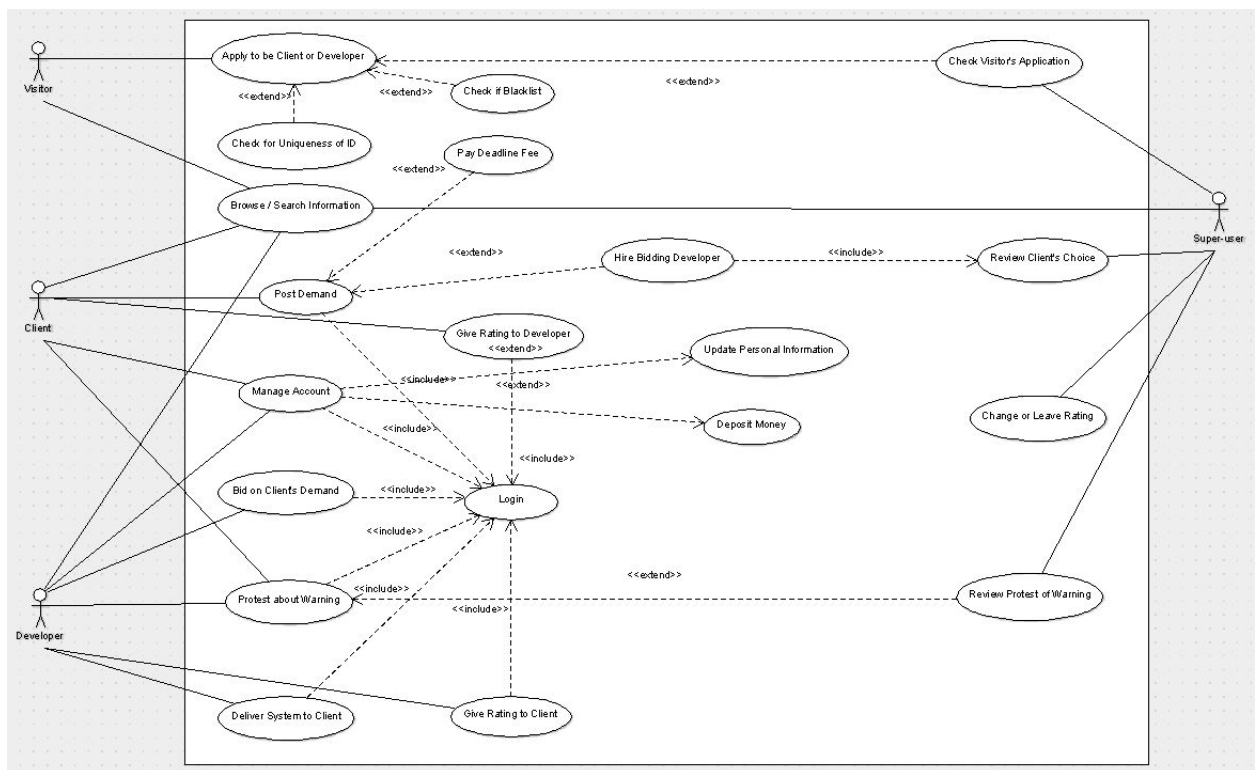 Apply to be Client or Developer
Check Visitor's Application
<<extend>>
Visitor
<<extend>>
<<extend>>
Check if Blacklist
Check for Uniqueness of ID
Pay Deadline Fee
<<extend>>
Browse / Search Information
Super-user
<<extend>>
<<include>>
Hire Bidding Developer
Review Client's Choice
Post Demand
Client
Give Rating to Developer
<<extend>>
Update Personal Information
<<include>>
<<extend>>
Manage Account
Change or Leave Rating
Deposit Money
<<include>>
<<include>>
Bid on Client's Demand
<<include>>
Login
<<include>>
<<extend>>
<<include>>
Protest about Warning
Review Protest of Warning
<<include>>
Developer
Deliver System to Client
Give Rating to Client